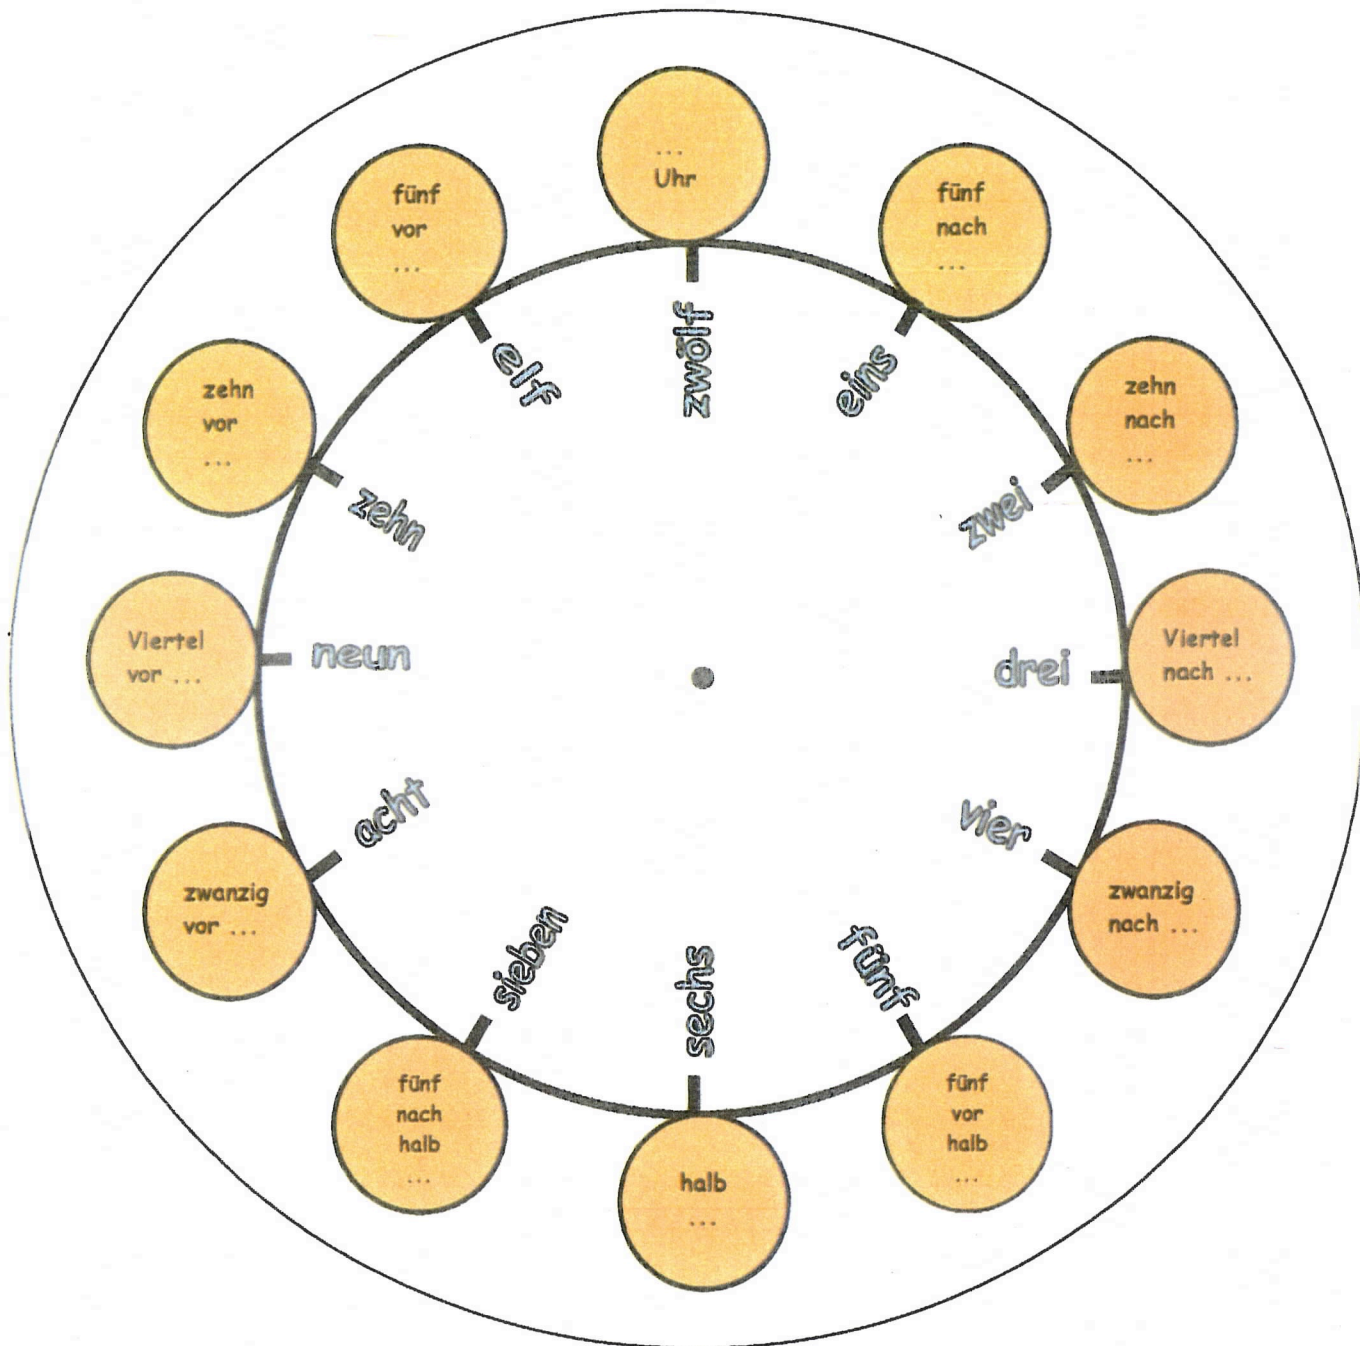 ...
Uhr
fünf
nach
...
zehn
nach
...
Viertel
nach ...
zwanzig
nach ...
fünf
vor
halb
...
halb
...
fünf
nach
halb
...
zwanzig
vor ...
Viertel
vor ...
zehn
vor
...
fünf
vor
...
zwölf
eins
zwei
drei
vier
fünf
sechs
sieben
acht
neun
zehn
elf